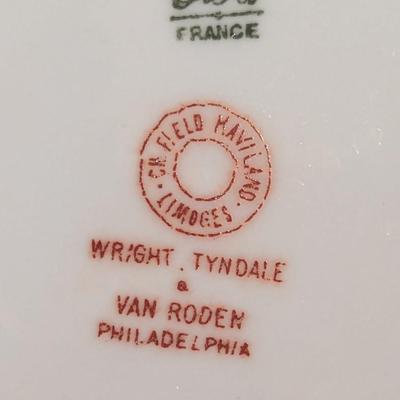 FRANCE
CH FIELD HAVILAND
LIMOGES
WRIGHT. TYNDALE
&
VAN RODEN
PHILADELPHIA